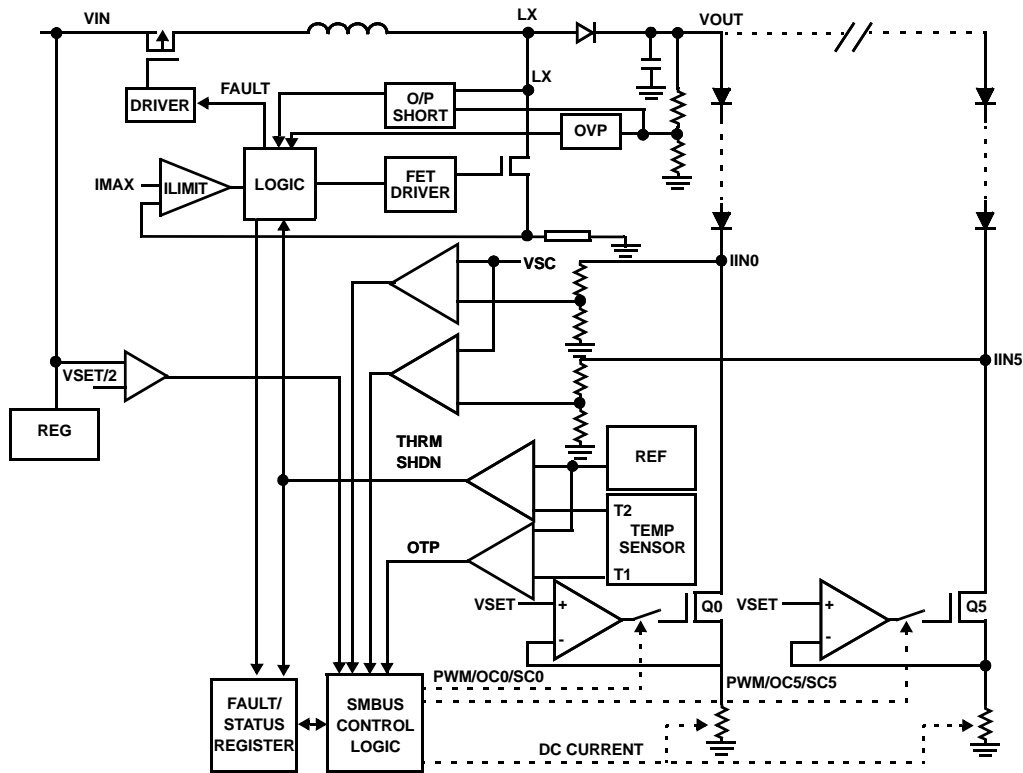 VIN
LX
VOUT
LX
FAULT
DRIVER
O/P
SHORT
OVP
IMAX
ILIMIT
LOGIC
FET
DRIVER
VSC
IIN0
VSET/2
IIN5
REG
THRM
SHDN
REF
T2
TEMP
SENSOR
T1
OTP
VSET
+
-
Q0
VSET
+
-
Q5
PWM/OC0/SC0
PWM/OC5/SC5
FAULT/
STATUS
REGISTER
SMBUS
CONTROL
LOGIC
DC CURRENT